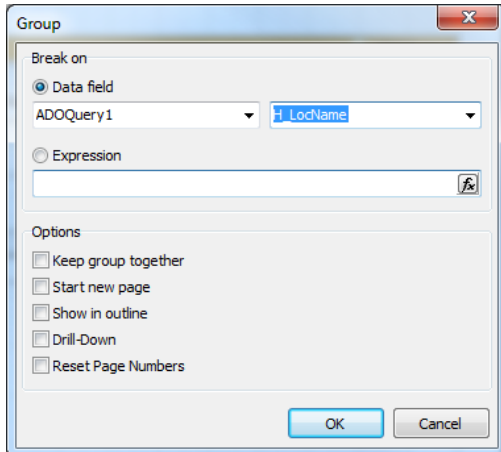 Group
Break on
Data field
ADOQuery1 H_LocName
Expression
fx
Options
Keep group together
Start new page
Show in outline
Drill-Down
Reset Page Numbers
OK Cancel